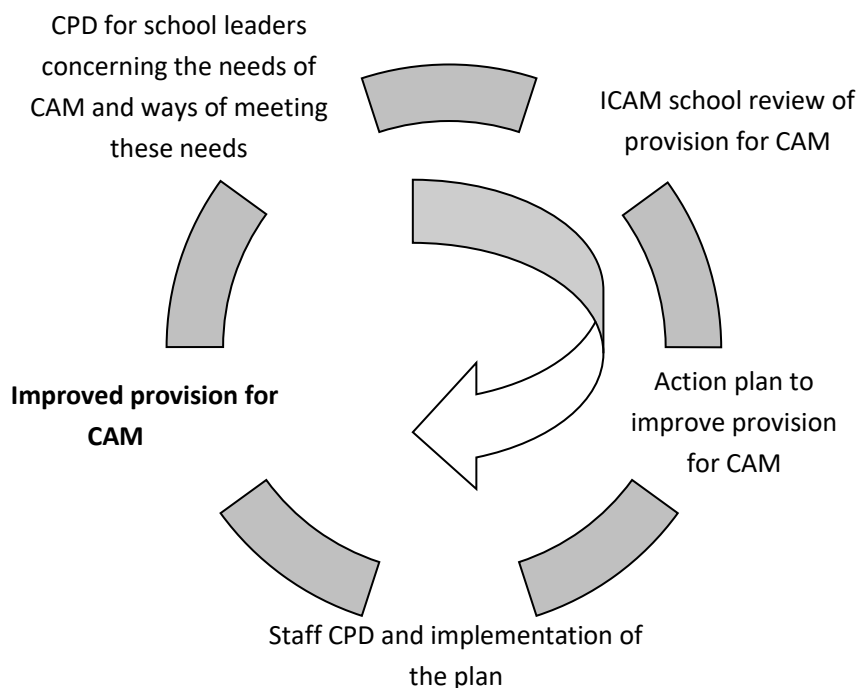 CPD for school leaders
concerning the needs of
CAM and ways of meeting
these needs
ICAM school review of
provision for CAM
Action plan to
improve provision
for CAM
Staff CPD and implementation of
the plan
Improved provision for
CAM